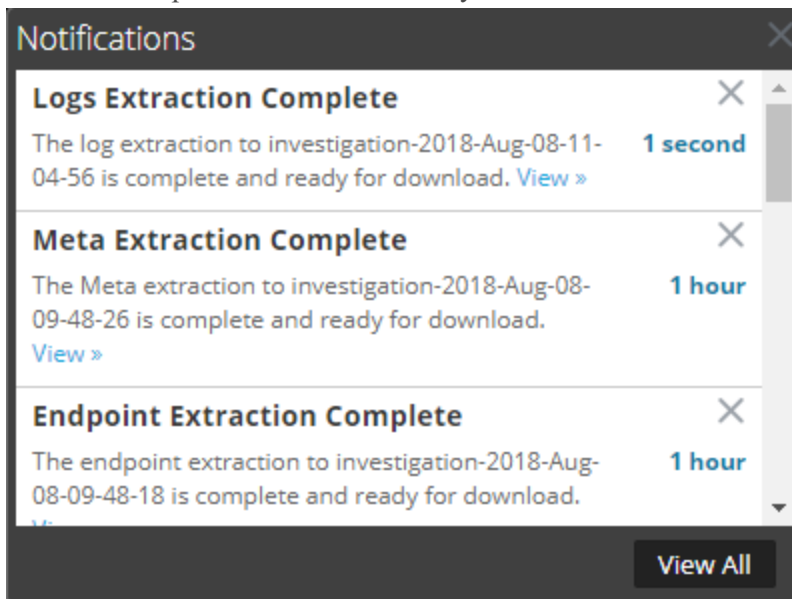 Notifications
Logs Extraction Complete
The log extraction to investigation-2018-Aug-08-11-
1 second
04-56 is complete and ready for download. View »
Meta Extraction Complete
The Meta extraction to investigation-2018-Aug-08-
1 hour
09-48-26 is complete and ready for download.
View »
Endpoint Extraction Complete
The endpoint extraction to investigation-2018-Aug-
1 hour
08-09-48-18 is complete and ready for download.
View All